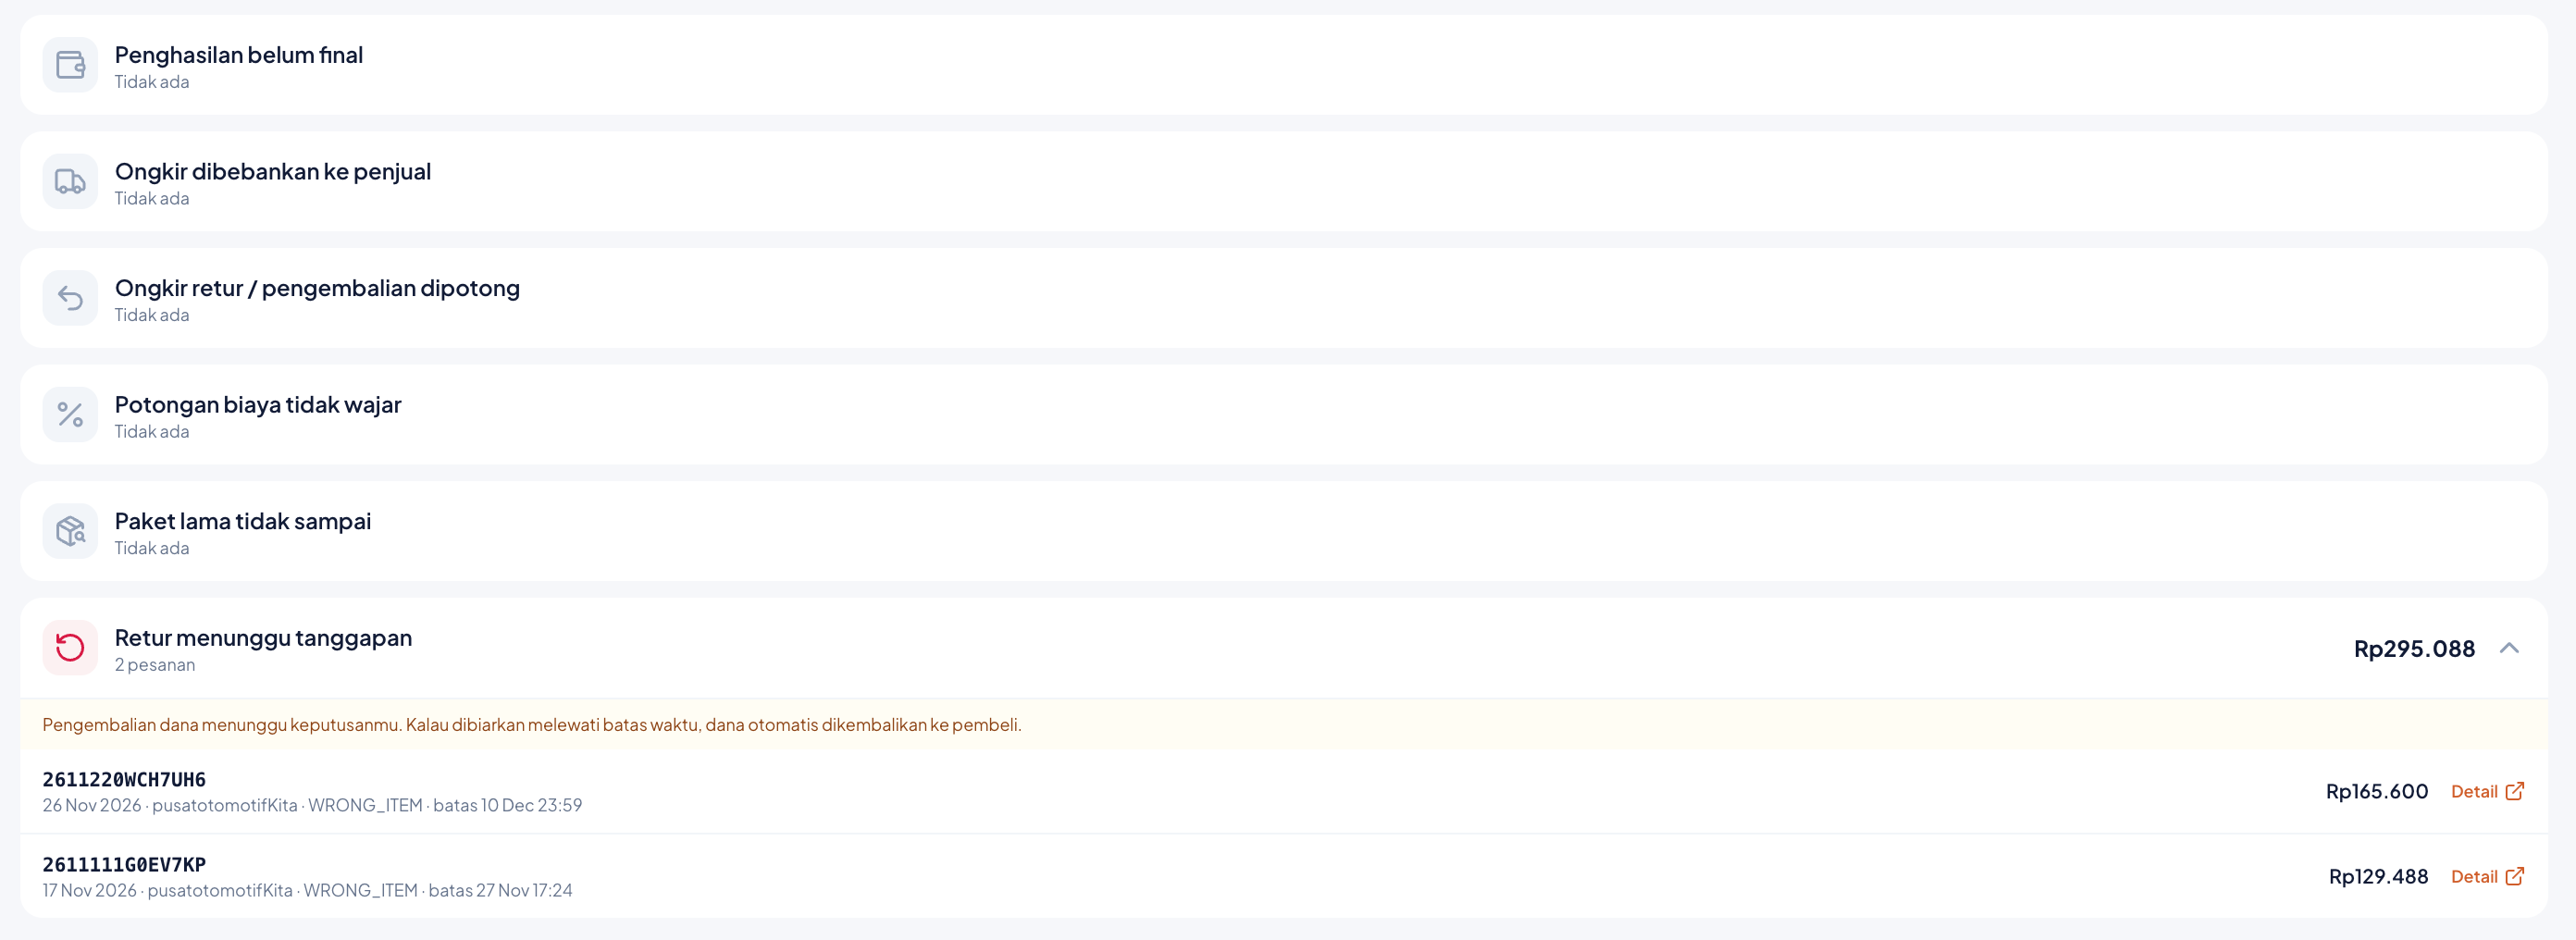 Penghasilan belum final
Tidak ada
Ongkir dibebankan ke penjual
Tidak ada
Ongkir retur / pengembalian dipotong
Tidak ada
Potongan biaya tidak wajar
Tidak ada
Paket lama tidak sampai
Tidak ada
Retur menunggu tanggapan
2 pesanan
Rp295.088
Pengembalian dana menunggu keputusanmu. Kalau dibiarkan melewati batas waktu, dana otomatis dikembalikan ke pembeli.
2611220WCH7UH6
26 Nov 2026 · pusatotomotifKita · WRONG_ITEM · batas 10 Dec 23:59
Rp165.600 Detail
2611111G0EV7KP
17 Nov 2026 · pusatotomotifKita · WRONG_ITEM · batas 27 Nov 17:24
Rp129.488 Detail